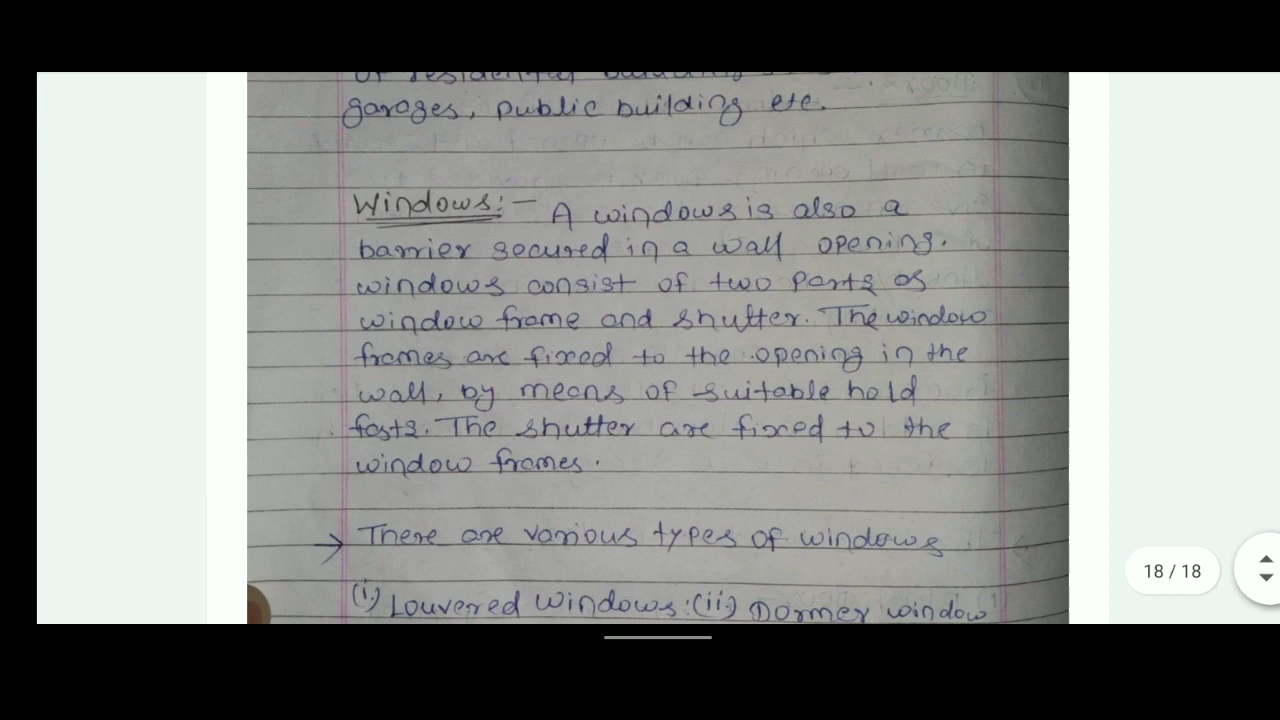 garages, public building etc.
Windows:- A windows is also a
barrier secured in a wall opening.
windows consist of two parts as
window frame and shutter. The window
frames are fixed to the opening in the
wall, by means of suitable hold
fasts. The shutter are fixed to the
window frames.
→ There are various types of windows
18 / 18
(i) Louvered windows:(ii) Dormer window